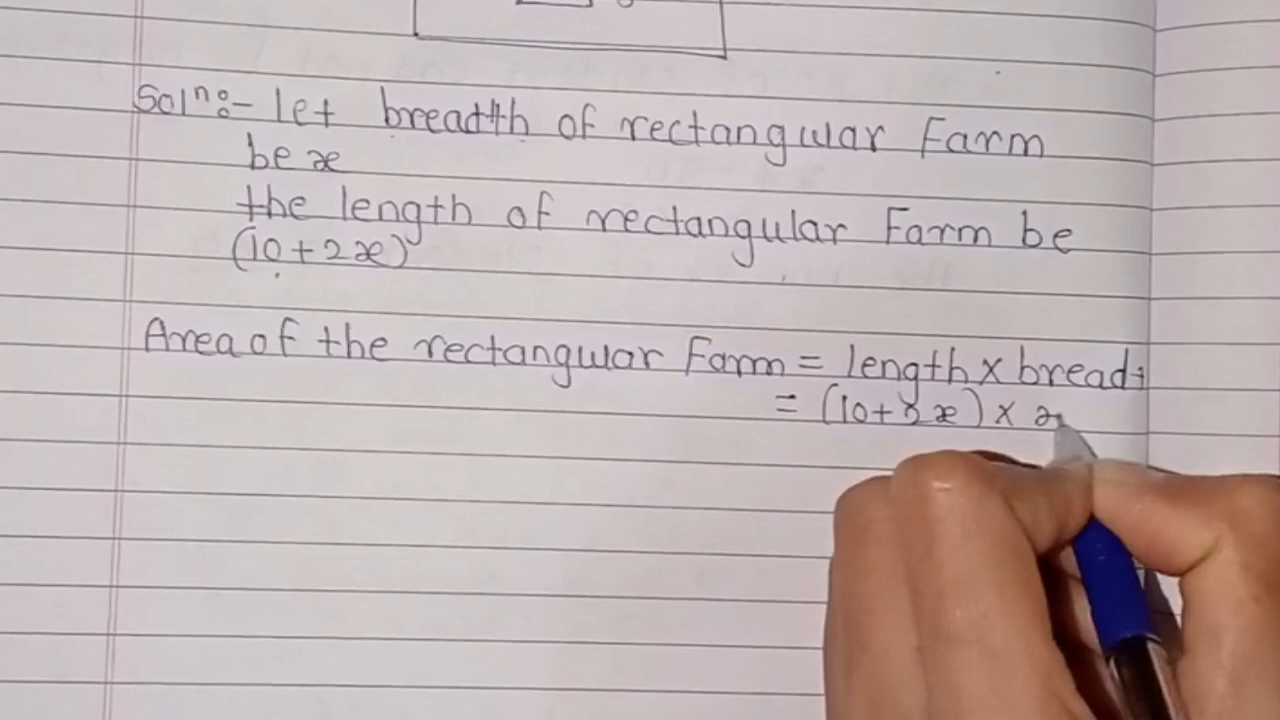 Solⁿ:- let breadth of rectangular Farm
be x
the length of rectangular Farm be
(10+2x)
Area of the rectangular Farm = length x bread
= (10+2x) x x